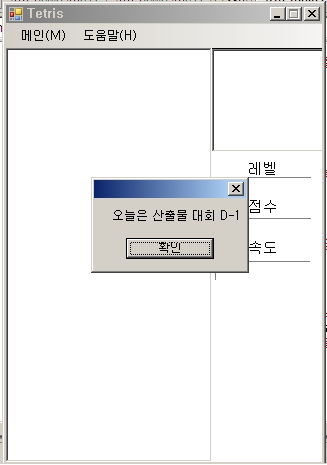 Tetris
메인(M) 도움말(H)
레벨
점수
속도
오늘은 산출물 대회 D-1
확인